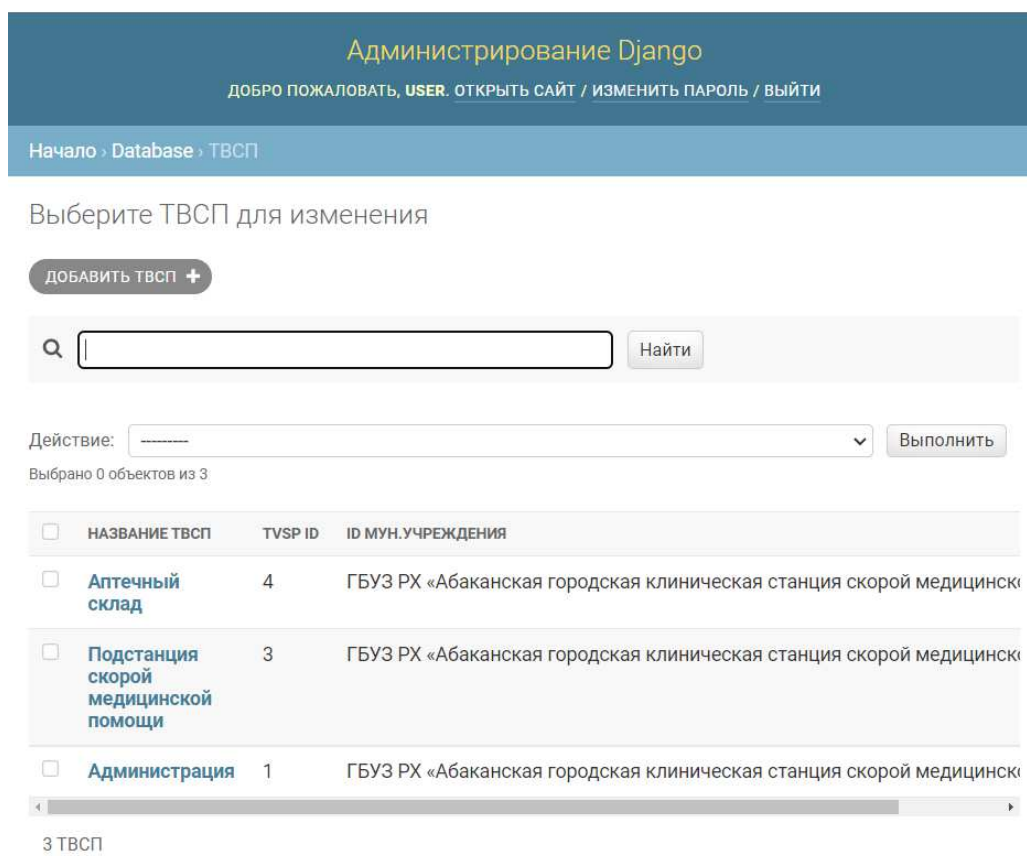 Администрирование Django
ДОБРО ПОЖАЛОВАТЬ, USER. ОТКРЫТЬ САЙТ / ИЗМЕНИТЬ ПАРОЛЬ / ВЫЙТИ
Начало › Database › ТВСП
Выберите ТВСП для изменения
ДОБАВИТЬ ТВСП +
Найти
Действие: --------- Выполнить
Выбрано 0 объектов из 3
НАЗВАНИЕ ТВСП TVSP ID ID МУН.УЧРЕЖДЕНИЯ
Аптечный 4 ГБУЗ РХ «Абаканская городская клиническая станция скорой медицинск
склад
Подстанция 3 ГБУЗ РХ «Абаканская городская клиническая станция скорой медицинск
скорой
медицинской
помощи
Администрация 1 ГБУЗ РХ «Абаканская городская клиническая станция скорой медицинск
3 ТВСП